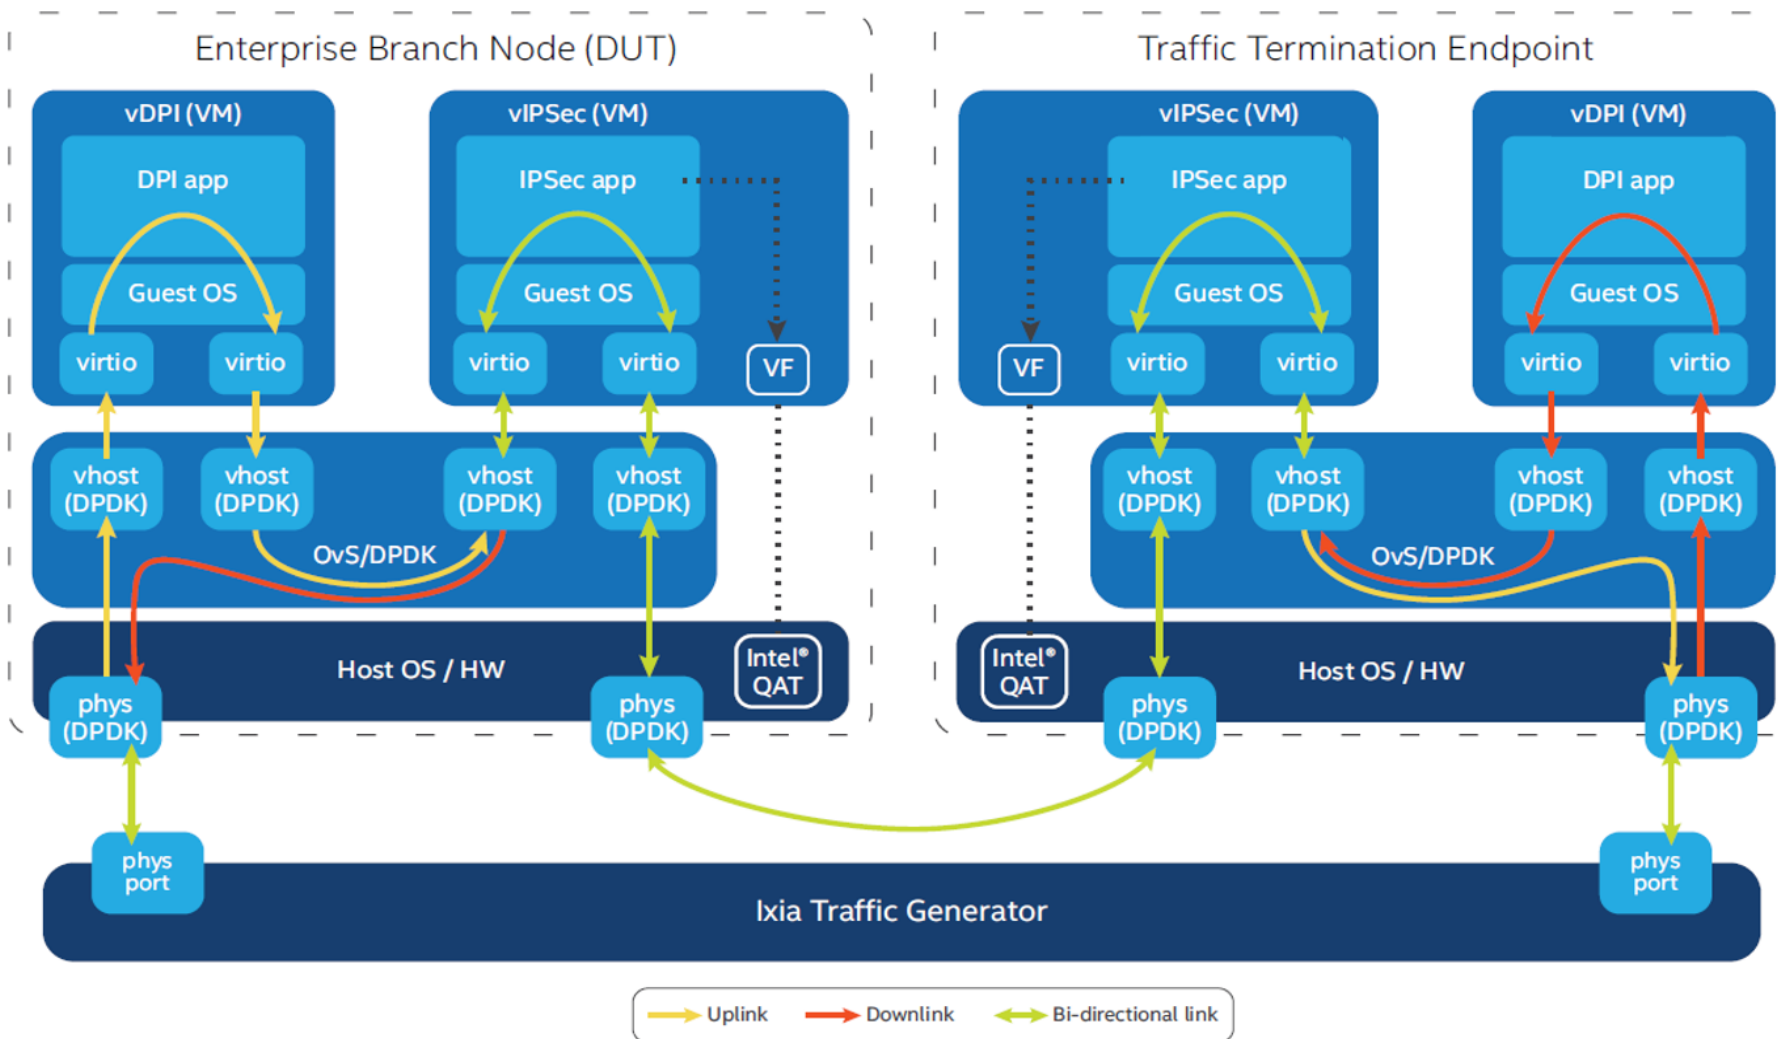 Enterprise Branch Node (DUT)
vDPI (VM)
DPI app
Guest OS
virtio
virtio
vIPSec (VM)
IPSec app
Guest OS
virtio
virtio
VF
vhost
(DPDK)
vhost
(DPDK)
vhost
(DPDK)
vhost
(DPDK)
OvS/DPDK
Host OS / HW
Intel®
QAT
phys
(DPDK)
phys
(DPDK)
Traffic Termination Endpoint
vIPSec (VM)
IPSec app
Guest OS
VF
virtio
virtio
vDPI (VM)
DPI app
Guest OS
virtio
virtio
vhost
(DPDK)
vhost
(DPDK)
vhost
(DPDK)
vhost
(DPDK)
OvS/DPDK
Intel®
QAT
Host OS / HW
phys
(DPDK)
phys
(DPDK)
phys
port
phys
port
Ixia Traffic Generator
Uplink
Downlink
Bi-directional link